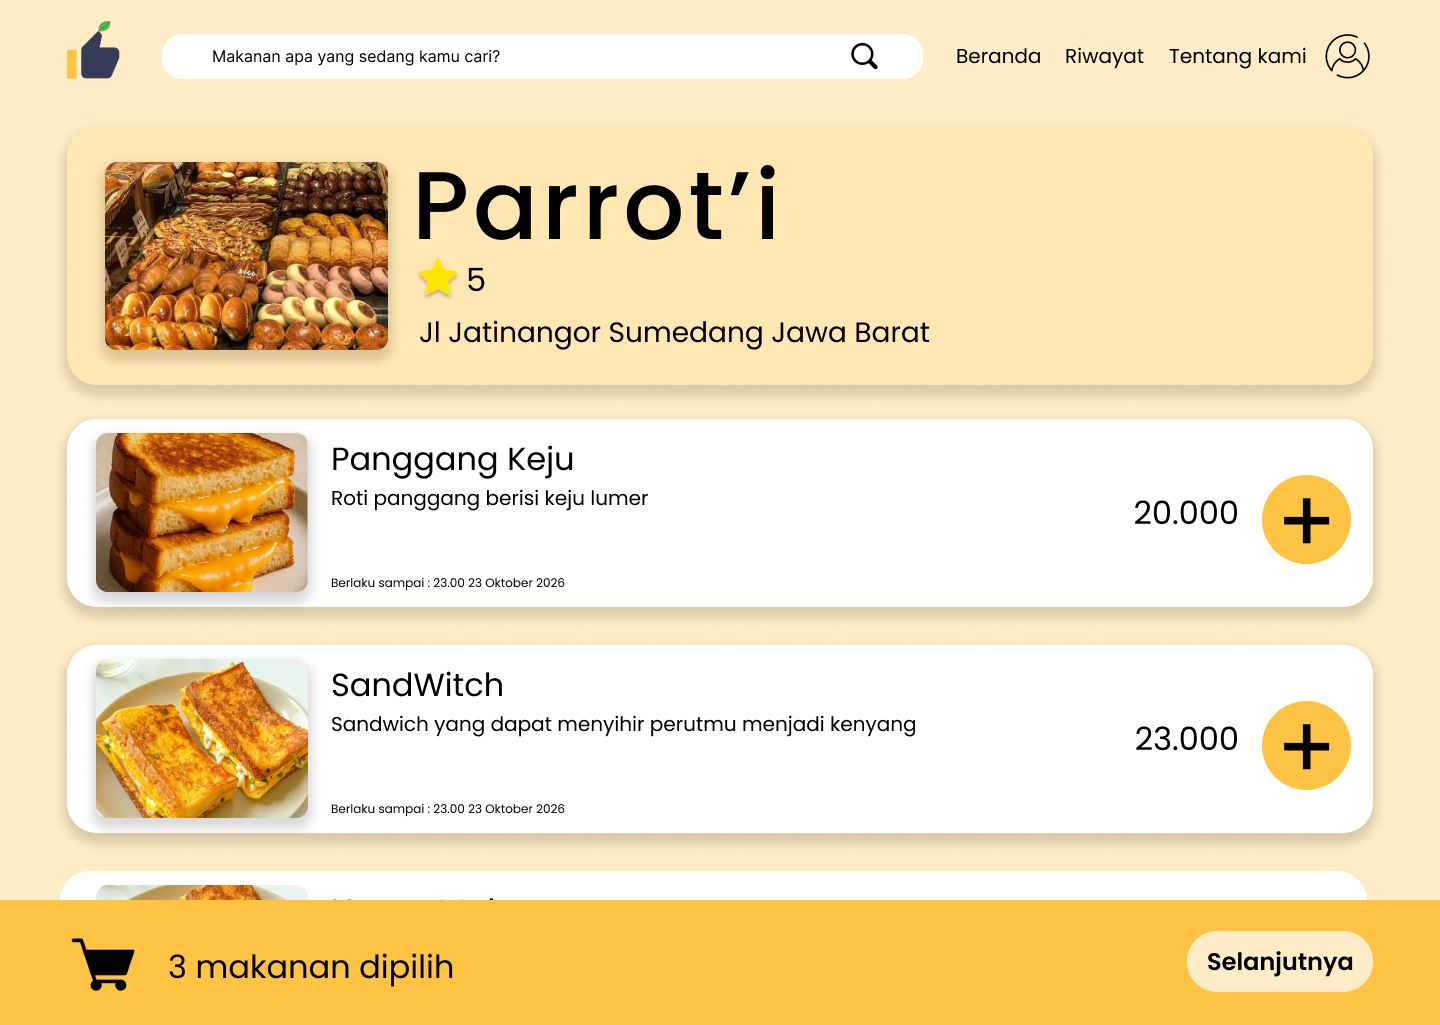 Makanan apa yang sedang kamu cari?
Beranda
Riwayat
Tentang kami
Parrot’i
5
Jl Jatinangor Sumedang Jawa Barat
Panggang Keju
Roti panggang berisi keju lumer
20.000
Berlaku sampai : 23.00 23 Oktober 2026
SandWitch
Sandwich yang dapat menyihir perutmu menjadi kenyang
23.000
Berlaku sampai : 23.00 23 Oktober 2026
3 makanan dipilih
Selanjutnya